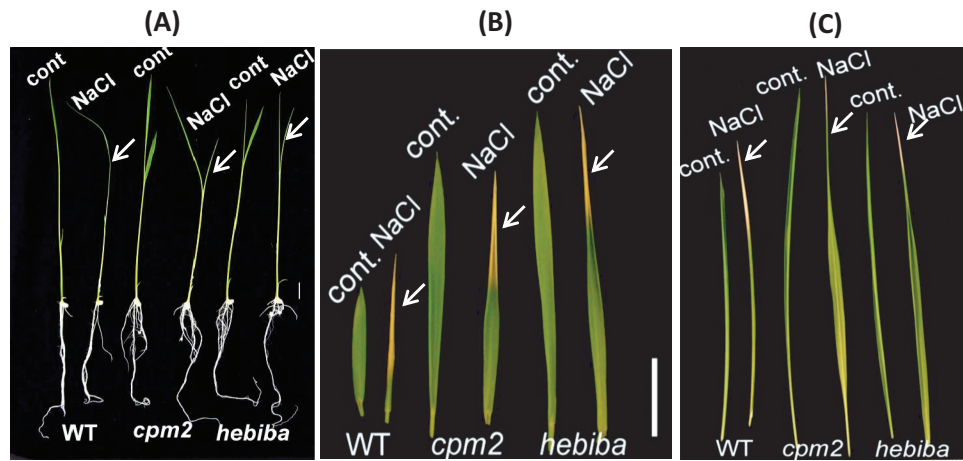 (A)
cont
NaCl
cont
NaCl
cont
NaCl
WT
cpm2
hebiba
(B)
cont.
NaCl
cont.
NaCl
cont.
NaCl
WT
cpm2
hebiba
(C)
cont.
NaCl
cont.
NaCl
cont.
NaCl
WT
cpm2
hebiba